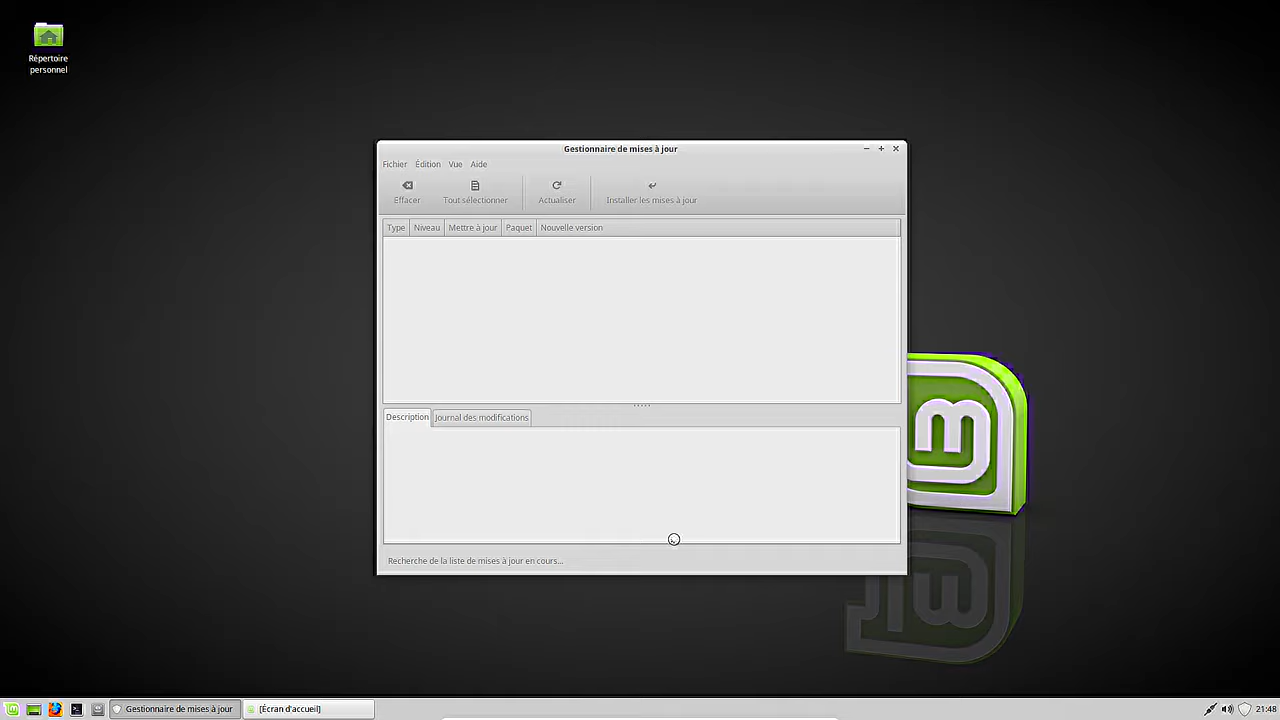 Répertoire
personnel
Gestionnaire de mises à jour
Fichier Édition Vue Aide
Effacer Tout sélectionner Actualiser Installer les mises à jour
Type Niveau Mettre à jour Paquet Nouvelle version
Description Journal des modifications
Recherche de la liste de mises à jour en cours...
Gestionnaire de mises à jour [Écran d'accueil] 21:48